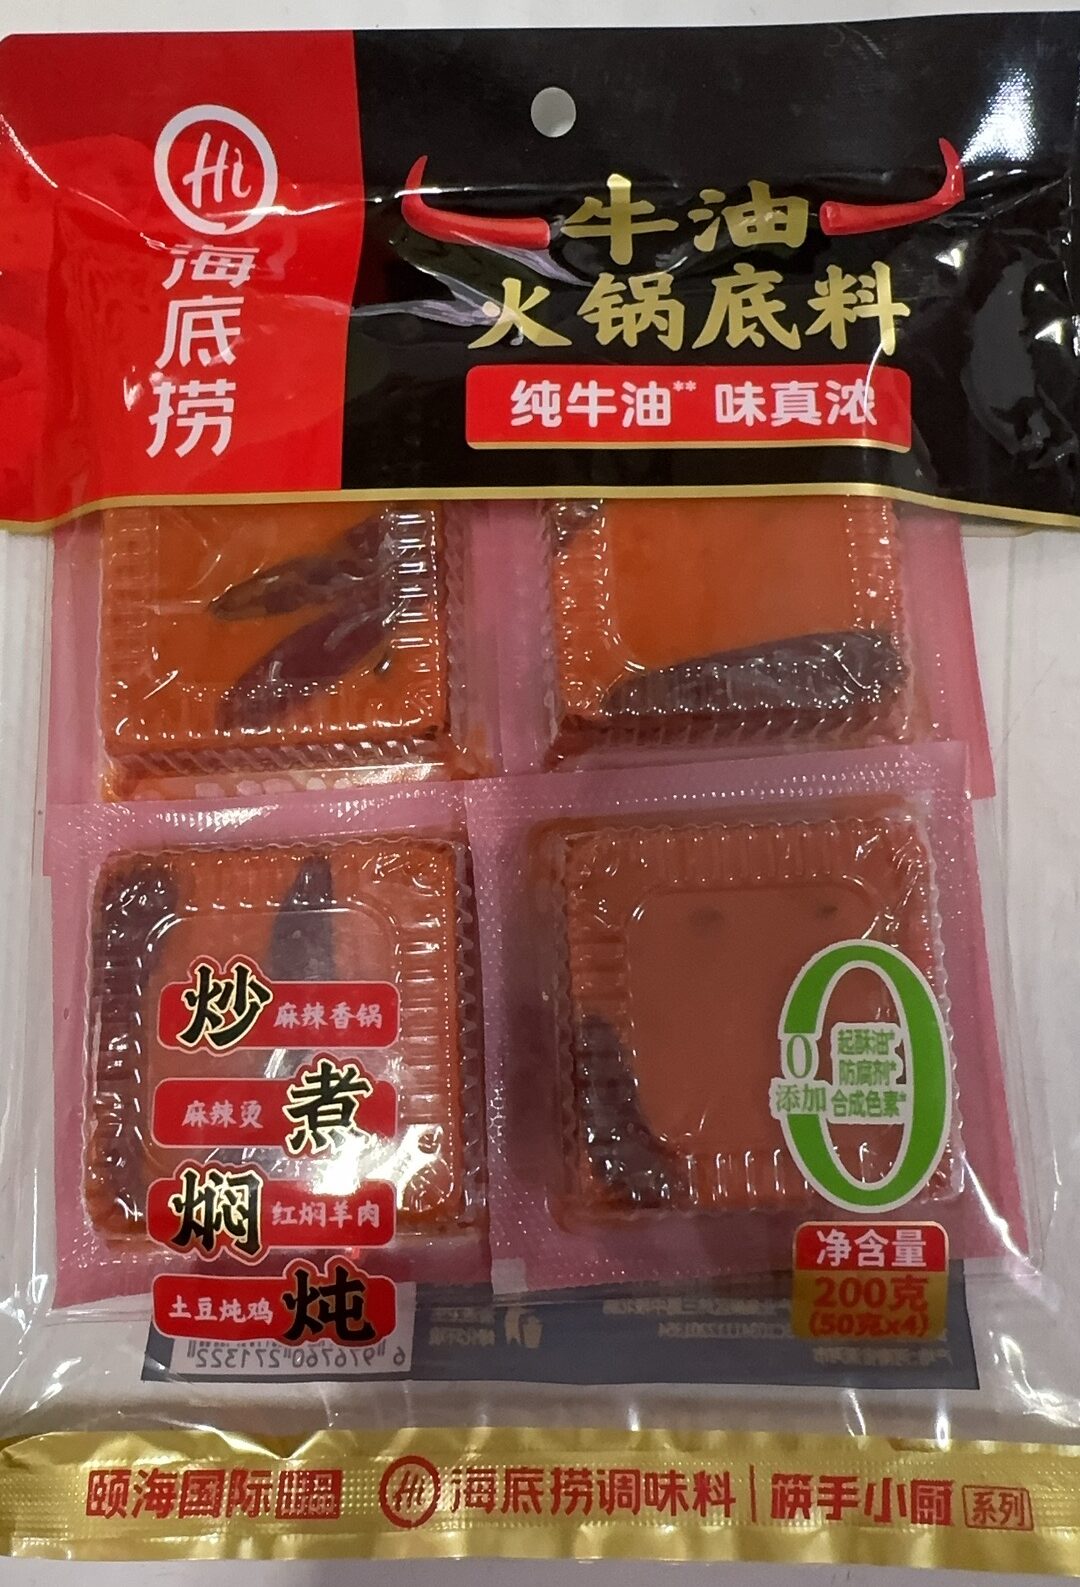 Hi
海底捞
牛油
火锅底料
纯牛油** 味真浓
炒 麻辣香锅
麻辣烫 煮
焖 红焖羊肉
土豆炖鸡 炖
0添加
起酥油*
防腐剂*
合成色素*
净含量
200克
(50克x4)
6 976760 271322
颐海国际 Hi 海底捞调味料 | 筷手小厨 系列